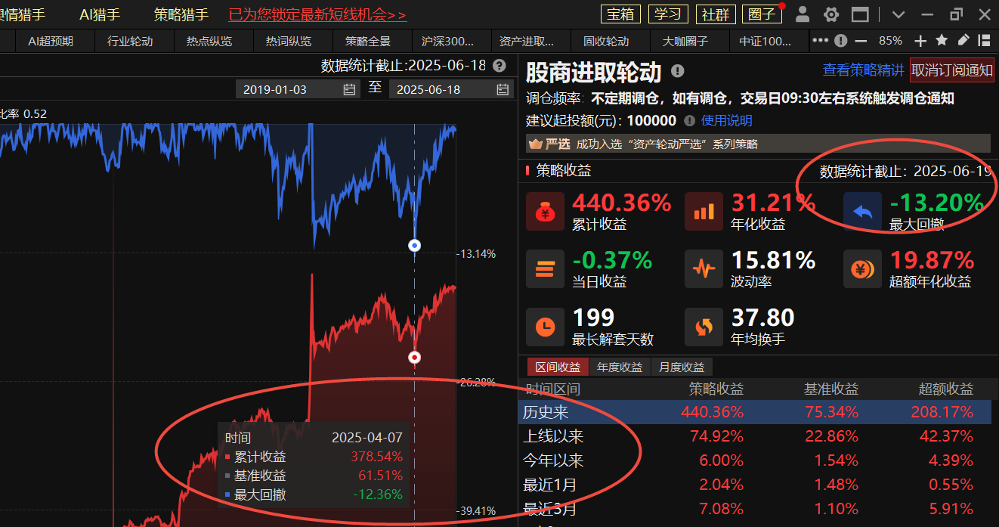 舆情猎手 AI猎手 策略猎手 已为您锁定最新短线机会>> 宝箱 学习 社群 圈子
AI超预期 行业轮动 热点纵览 热词纵览 策略全景 沪深300... 资产进取... 固收轮动 大咖圈子 中证100... 85%
数据统计截止:2025-06-18
2019-01-03 至 2025-06-18
比率 0.52
-13.14%
-26.28%
-39.41%
时间 2025-04-07
累计收益 378.54%
基准收益 61.51%
最大回撤 -12.36%
股商进取轮动
查看策略精讲 取消订阅通知
调仓频率: 不定期调仓，如有调仓，交易日09:30左右系统触发调仓通知
建议起投额(元): 100000 使用说明
严选 成功入选“资产轮动严选”系列策略
策略收益 数据统计截止: 2025-06-19
440.36% 31.21% -13.20%
累计收益 年化收益 最大回撤
-0.37% 15.81% 19.87%
当日收益 波动率 超额年化收益
199 37.80
最长解套天数 年均换手
区间收益 年度收益 月度收益
时间区间 策略收益 基准收益 超额收益
历史来 440.36% 75.34% 208.17%
上线以来 74.92% 22.86% 42.37%
今年以来 6.00% 1.54% 4.39%
最近1月 2.04% 1.48% 0.55%
最近3月 7.08% 1.10% 5.91%